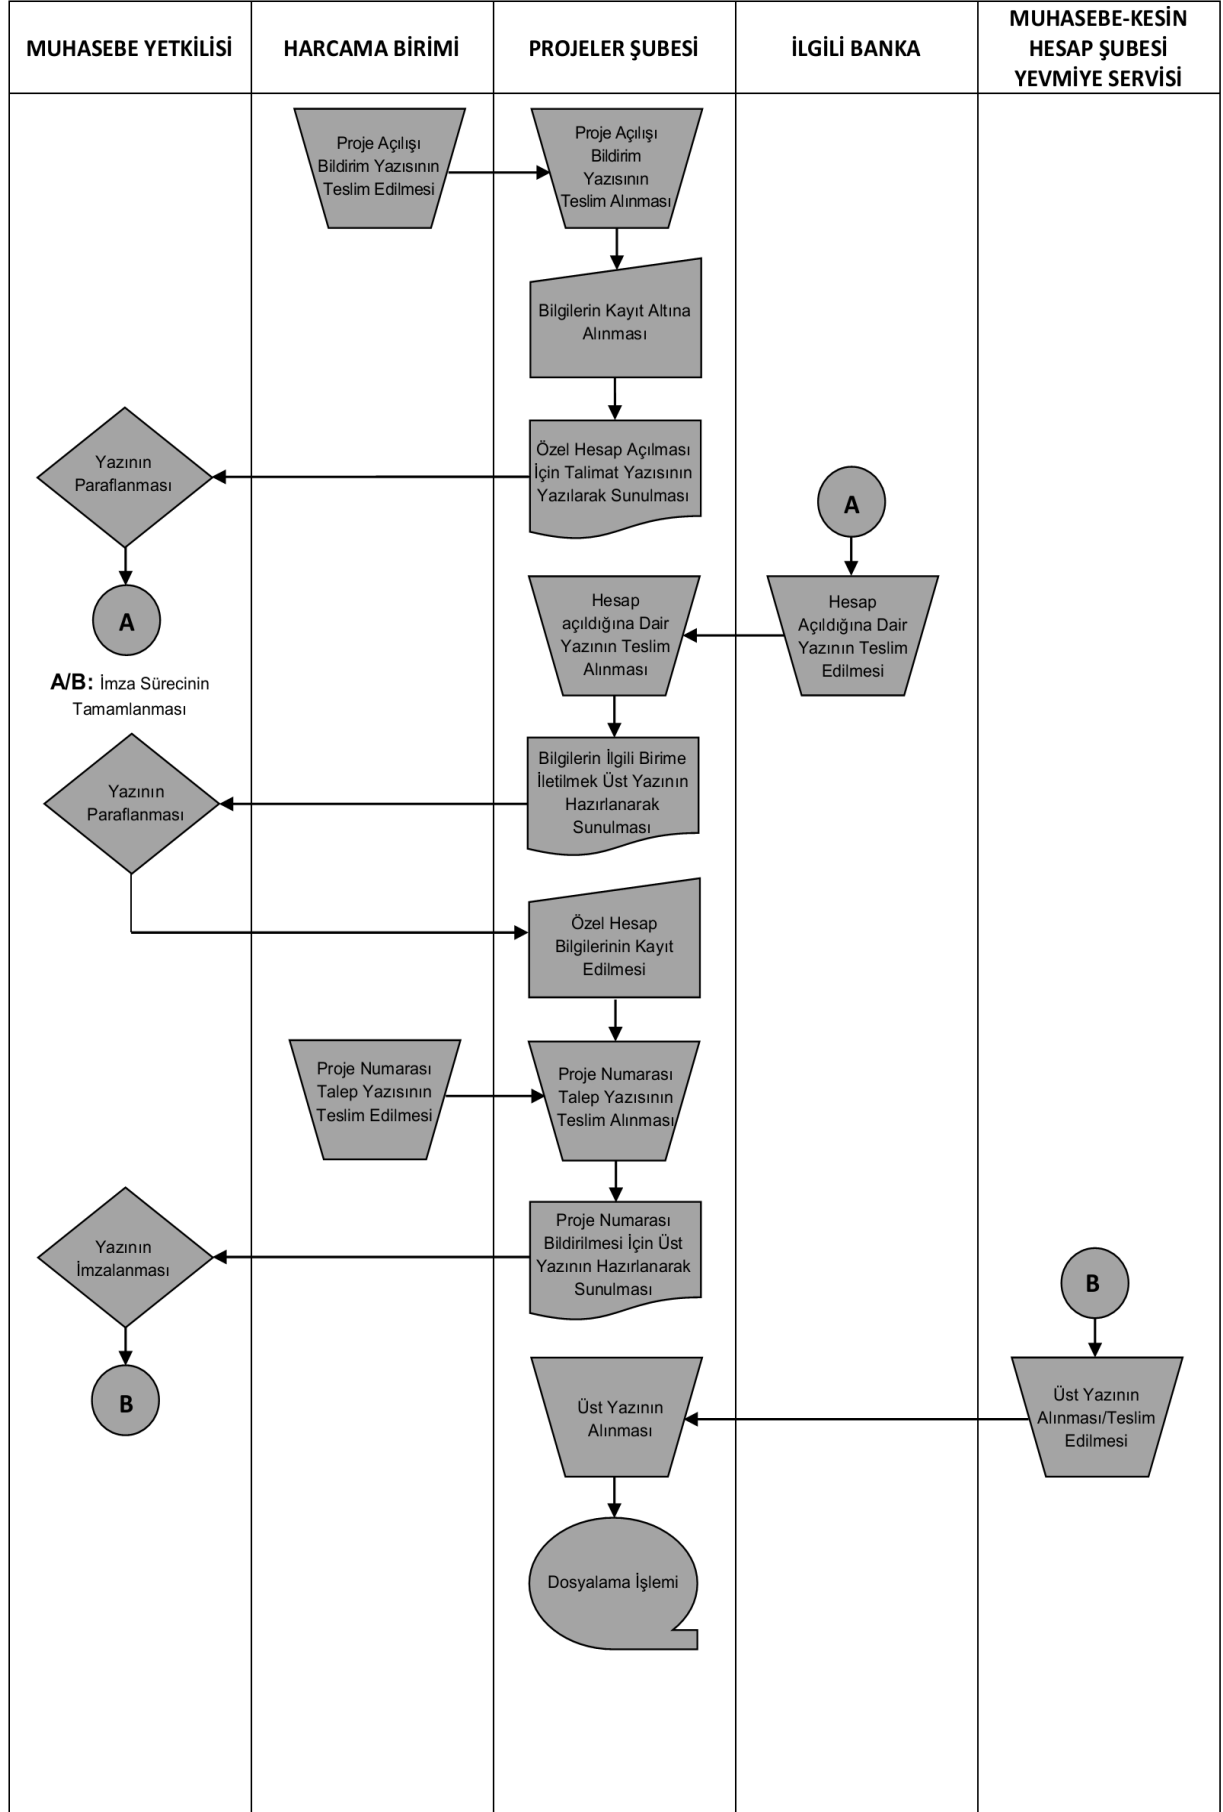 MUHASEBE YETKİLİSİ
HARCAMA BİRİMİ
PROJELER ŞUBESİ
İLGİLİ BANKA
MUHASEBE-KESİN
HESAP ŞUBESİ
YEVMİYE SERVİSİ
Proje Açılışı
Bildirim Yazısının
Teslim Edilmesi
Proje Açılışı
Bildirim
Yazısının
Teslim Alınması
Bilgilerin Kayıt Altına
Alınması
Özel Hesap Açılması
İçin Talimat Yazısının
Yazılarak Sunulması
Yazının
Paraflanması
A
A/B: İmza Sürecinin
Tamamlanması
A
Hesap
Açıldığına Dair
Yazının Teslim
Edilmesi
Hesap
açıldığına Dair
Yazının Teslim
Alınması
Bilgilerin İlgili Birime
İletilmek Üst Yazının
Hazırlanarak
Sunulması
Yazının
Paraflanması
Özel Hesap
Bilgilerinin Kayıt
Edilmesi
Proje Numarası
Talep Yazısının
Teslim Edilmesi
Proje Numarası
Talep Yazısının
Teslim Alınması
Proje Numarası
Bildirilmesi İçin Üst
Yazının Hazırlanarak
Sunulması
Yazının
İmzalanması
B
B
Üst Yazının
Alınması/Teslim
Edilmesi
Üst Yazının
Alınması
Dosyalama İşlemi